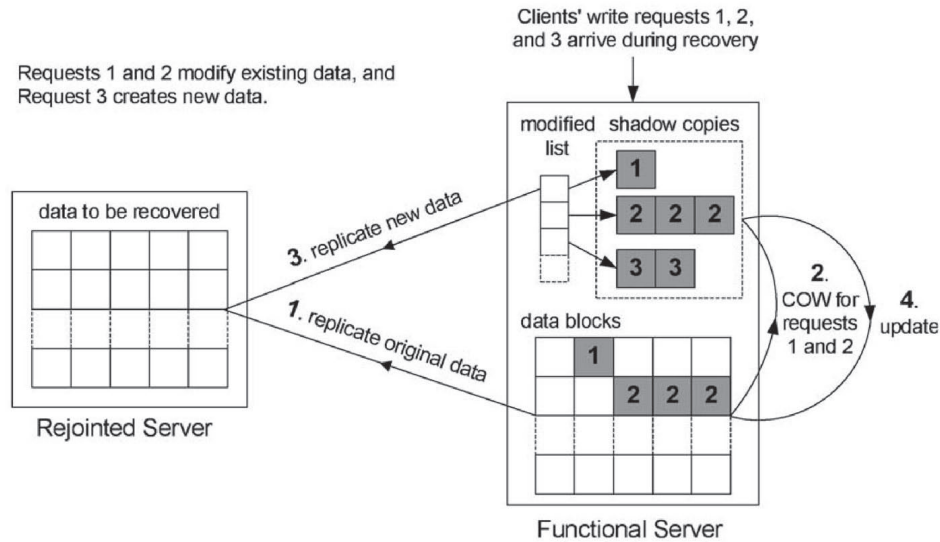 Clients' write requests 1, 2,
and 3 arrive during recovery
Requests 1 and 2 modify existing data, and
Request 3 creates new data.
modified
list
shadow copies
1
2 2 2
3 3
data to be recovered
3. replicate new data
1. replicate original data
2.
COW for
requests
1 and 2
4.
update
data blocks
1
2 2 2
Rejointed Server
Functional Server